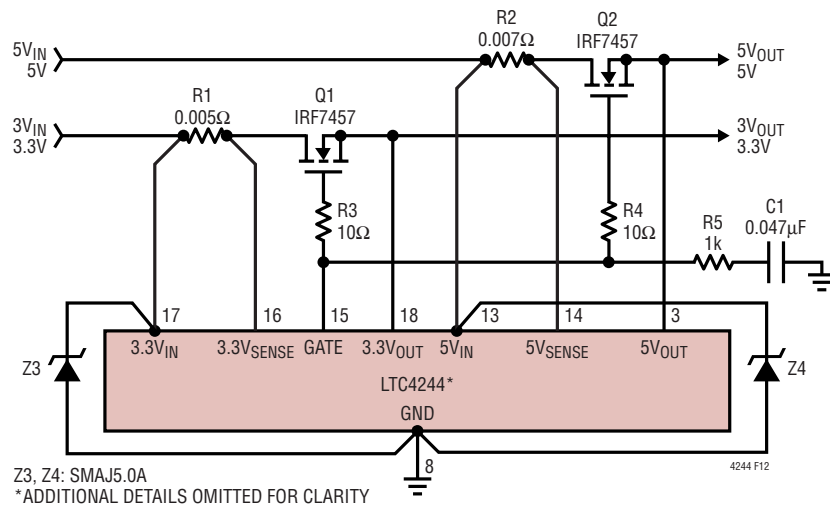 R2
0.007Ω
Q2
IRF7457
5VIN
5V
5VOUT
5V
R1
0.005Ω
Q1
IRF7457
3VIN
3.3V
3VOUT
3.3V
R3
10Ω
R4
10Ω
R5
1k
C1
0.047µF
17
16
15
18
13
14
3
3.3VIN
3.3VSENSE
GATE
3.3VOUT
5VIN
5VSENSE
5VOUT
Z3
Z4
LTC4244*
GND
8
4244 F12
Z3, Z4: SMAJ5.0A
*ADDITIONAL DETAILS OMITTED FOR CLARITY